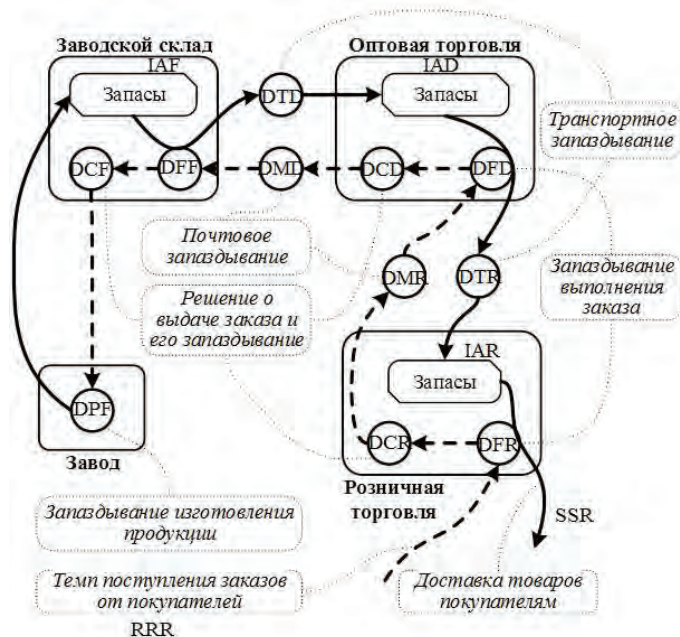 Заводской склад
Оптовая торговля
IAF
IAD
Запасы
DTD
Запасы
Транспортное
запаздывание
DCF
DFF
DMD
DCD
DFD
Почтовое
запаздывание
DMR
DTR
Запаздывание
выполнения
заказа
Решение о
выдаче заказа и
его запаздывание
IAR
Запасы
DPF
Завод
DCR
DFR
Розничная
торговля
SSR
Запаздывание изготовления
продукции
Темп поступления заказов
от покупателей
Доставка товаров
покупателям
RRR